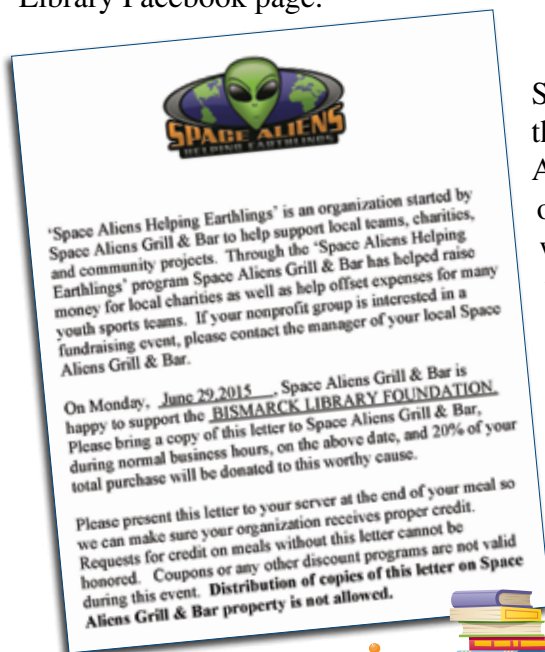 Library Facebook page.
SPACE ALIENS
HELPING EARTHLINGS
'Space Aliens Helping Earthlings' is an organization started by
Space Aliens Grill & Bar to help support local teams, charities,
and community projects. Through the 'Space Aliens Helping
Earthlings' program Space Aliens Grill & Bar has helped raise
money for local charities as well as help offset expenses for many
youth sports teams. If your nonprofit group is interested in a
fundraising event, please contact the manager of your local Space
Aliens Grill & Bar.
On Monday, June 29,2015, Space Aliens Grill & Bar is
happy to support the BISMARCK LIBRARY FOUNDATION.
Please bring a copy of this letter to Space Aliens Grill & Bar,
during normal business hours, on the above date, and 20% of your
total purchase will be donated to this worthy cause.
Please present this letter to your server at the end of your meal so
we can make sure your organization receives proper credit.
Requests for credit on meals without this letter cannot be
honored. Coupons or any other discount programs are not valid
during this event. Distribution of copies of this letter on Space
Aliens Grill & Bar property is not allowed.